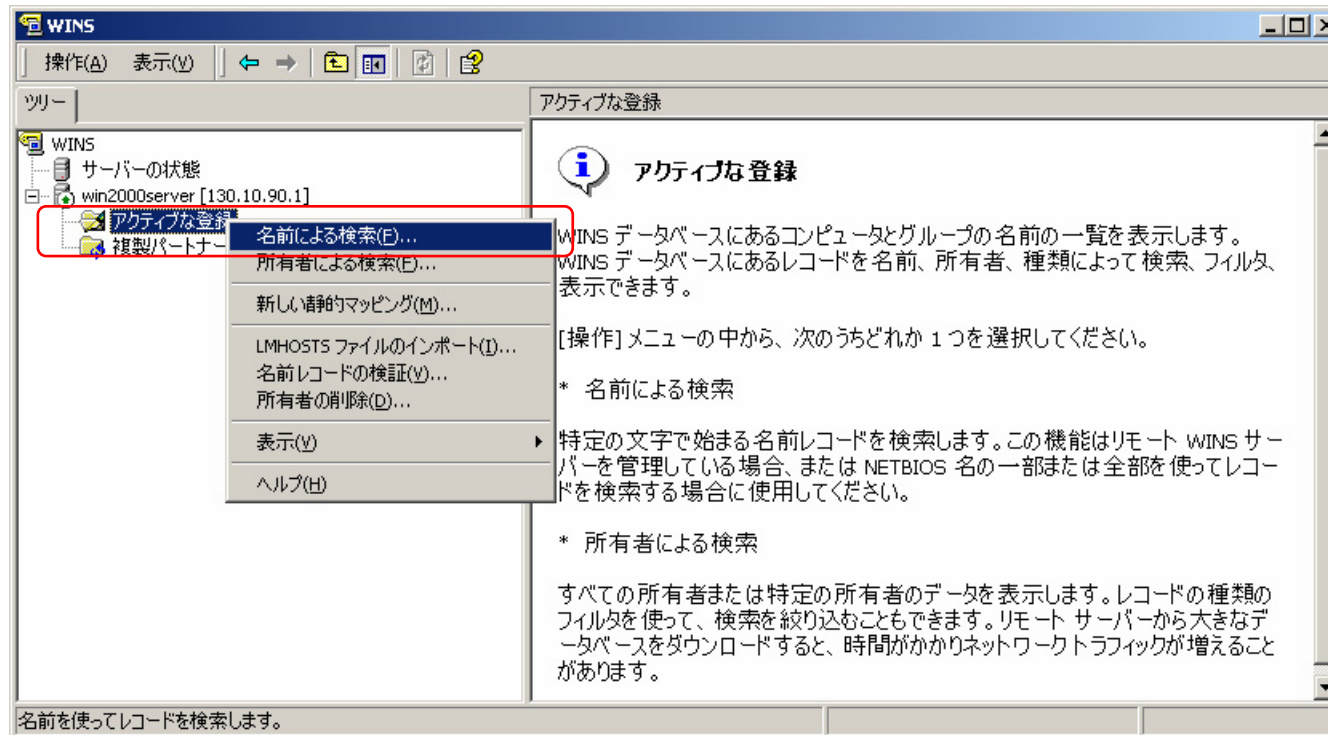 WINS
操作(A) 表示(V)
ツリー
アクティブな登録
WINS
サーバーの状態
win2000server [130.10.90.1]
アクティブな登録
複製パートナー
名前による検索(F)...
所有者による検索(E)...
新しい静的マッピング(M)...
LMHOSTS ファイルのインポート(I)...
名前レコードの検証(V)...
所有者の削除(D)...
表示(V)
ヘルプ(H)
アクティブな登録
WINS データベースにあるコンピュータとグループの名前の一覧を表示します。
WINS データベースにあるレコードを名前、所有者、種類によって検索、フィルタ、
表示できます。
[操作] メニューの中から、次のうちどれか 1 つを選択してください。
* 名前による検索
特定の文字で始まる名前レコードを検索します。この機能はリモート WINS サー
バーを管理している場合、または NETBIOS 名の一部または全部を使ってレコー
ドを検索する場合に使用してください。
* 所有者による検索
すべての所有者または特定の所有者のデータを表示します。レコードの種類の
フィルタを使って、検索を絞り込むこともできます。リモート サーバーから大きなデ
ータベースをダウンロードすると、時間がかかりネットワークトラフィックが増えること
があります。
名前を使ってレコードを検索します。